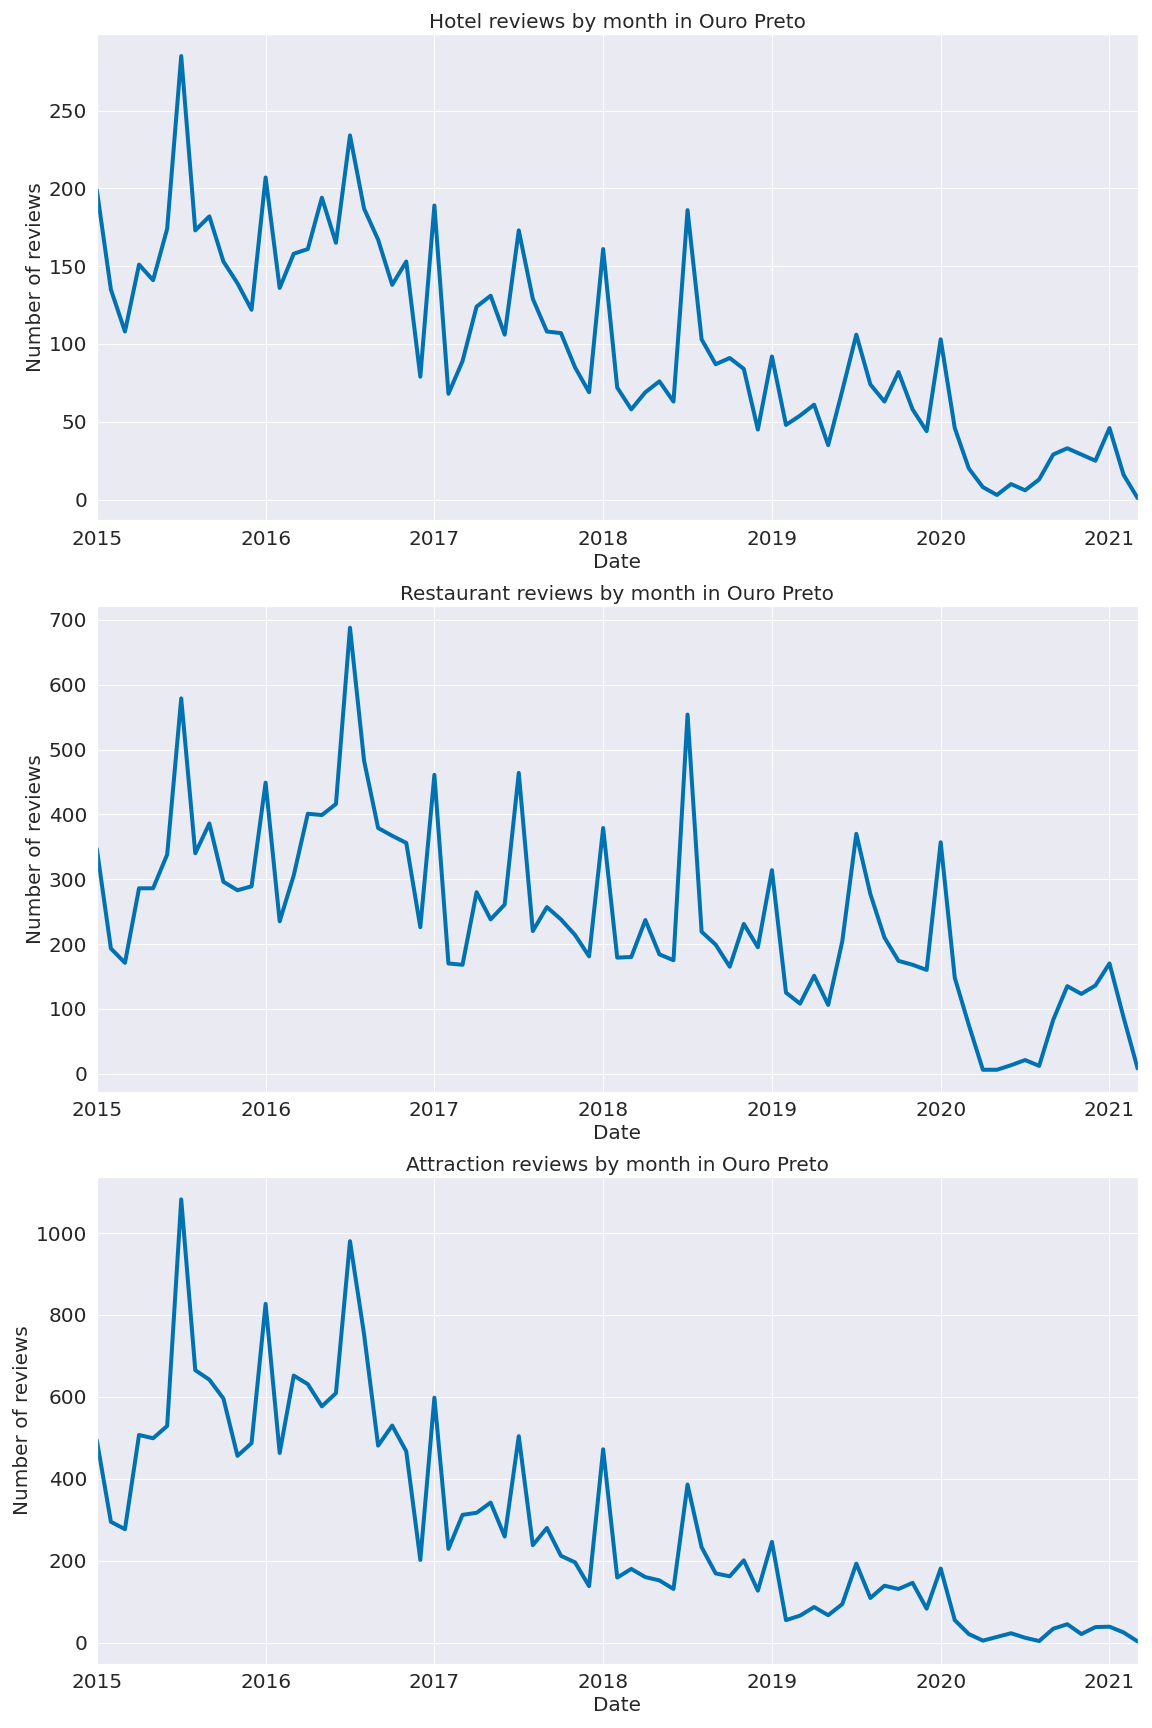 Hotel reviews by month in Ouro Preto
250
200
150
100
50
0
Number of reviews
2015 2016 2017 2018 2019 2020 2021
Date
Restaurant reviews by month in Ouro Preto
700
600
500
400
300
200
100
0
Number of reviews
2015 2016 2017 2018 2019 2020 2021
Date
Attraction reviews by month in Ouro Preto
1000
800
600
400
200
0
Number of reviews
2015 2016 2017 2018 2019 2020 2021
Date